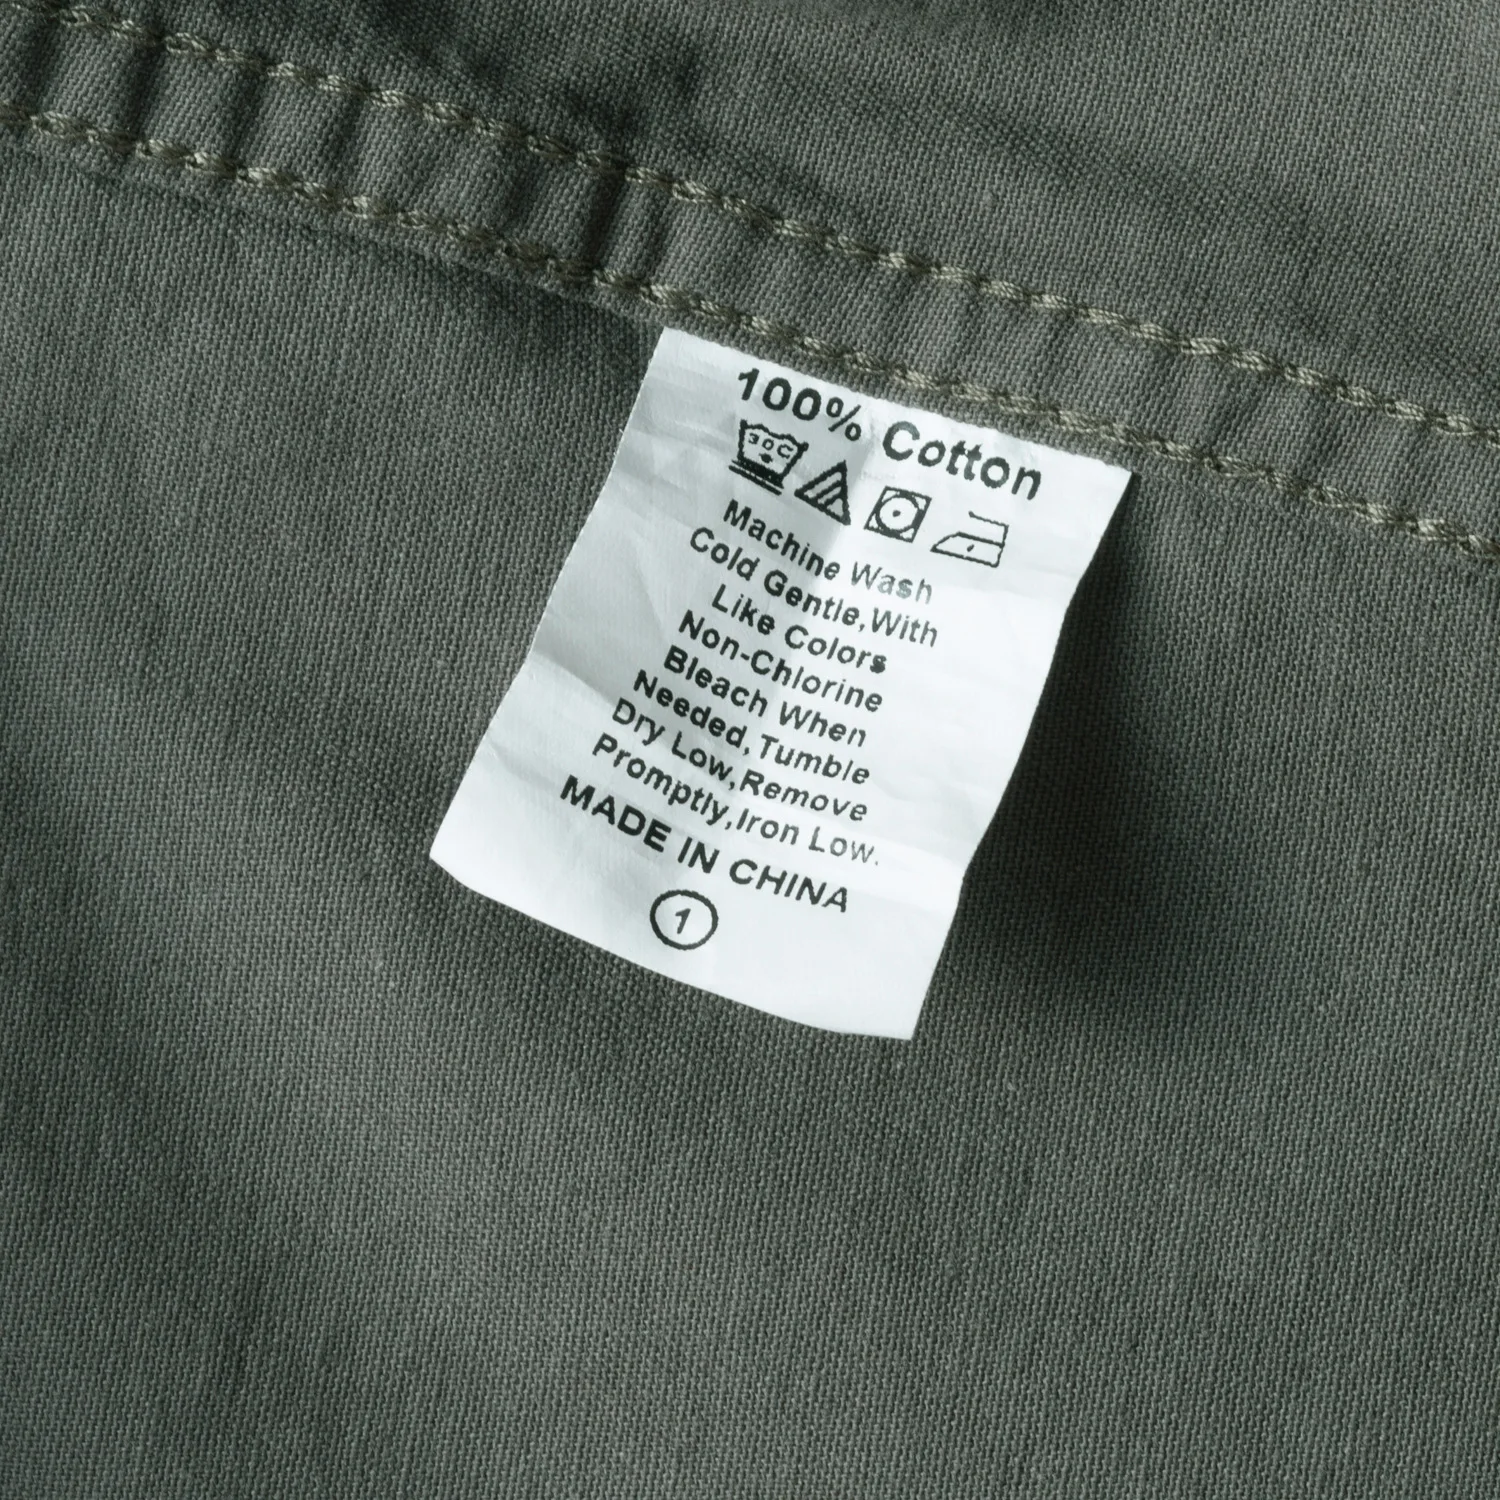 100% Cotton
30C
Machine Wash
Cold Gentle,With
Like Colors
Non-Chlorine
Bleach When
Needed,Tumble
Dry Low,Remove
Promptly,Iron Low.
MADE IN CHINA
1